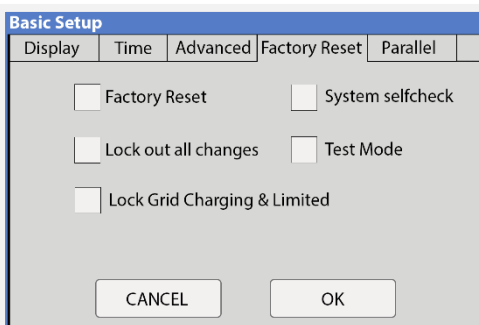 Basic Setup
Display Time Advanced Factory Reset Parallel
Factory Reset System selfcheck
Lock out all changes Test Mode
Lock Grid Charging & Limited
CANCEL OK